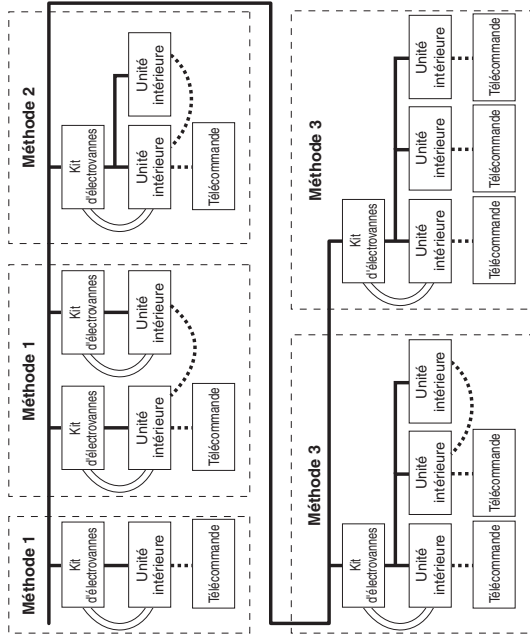 Méthode 1
Kit
d'électrovannes
Unité
intérieure
Télécommande
Méthode 1
Kit
d'électrovannes
Kit
d'électrovannes
Unité
intérieure
Unité
intérieure
Télécommande
Méthode 2
Kit
d'électrovannes
Unité
intérieure
Unité
intérieure
Télécommande
Méthode 3
Kit
d'électrovannes
Unité
intérieure
Unité
intérieure
Unité
intérieure
Télécommande
Télécommande
Méthode 3
Kit
d'électrovannes
Unité
intérieure
Unité
intérieure
Unité
intérieure
Télécommande
Télécommande
Télécommande